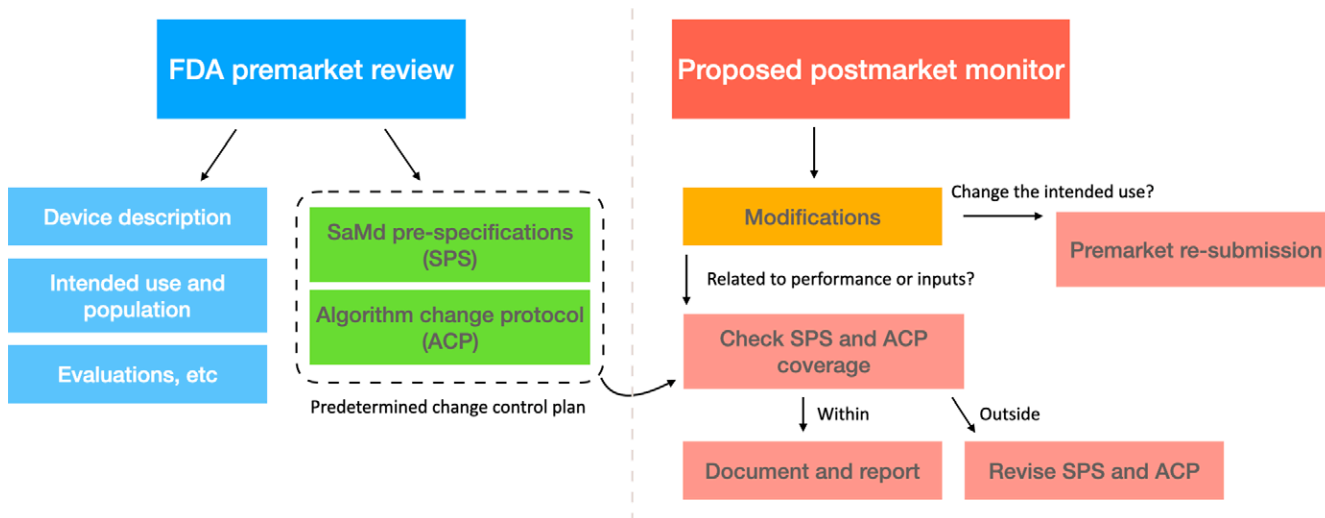 FDA premarket review
Device description
Intended use and
population
Evaluations, etc
SaMd pre-specifications
(SPS)
Algorithm change protocol
(ACP)
Predetermined change control plan
Proposed postmarket monitor
Modifications
Change the intended use?
Premarket re-submission
Related to performance or inputs?
Check SPS and ACP
coverage
Within
Outside
Document and report
Revise SPS and ACP